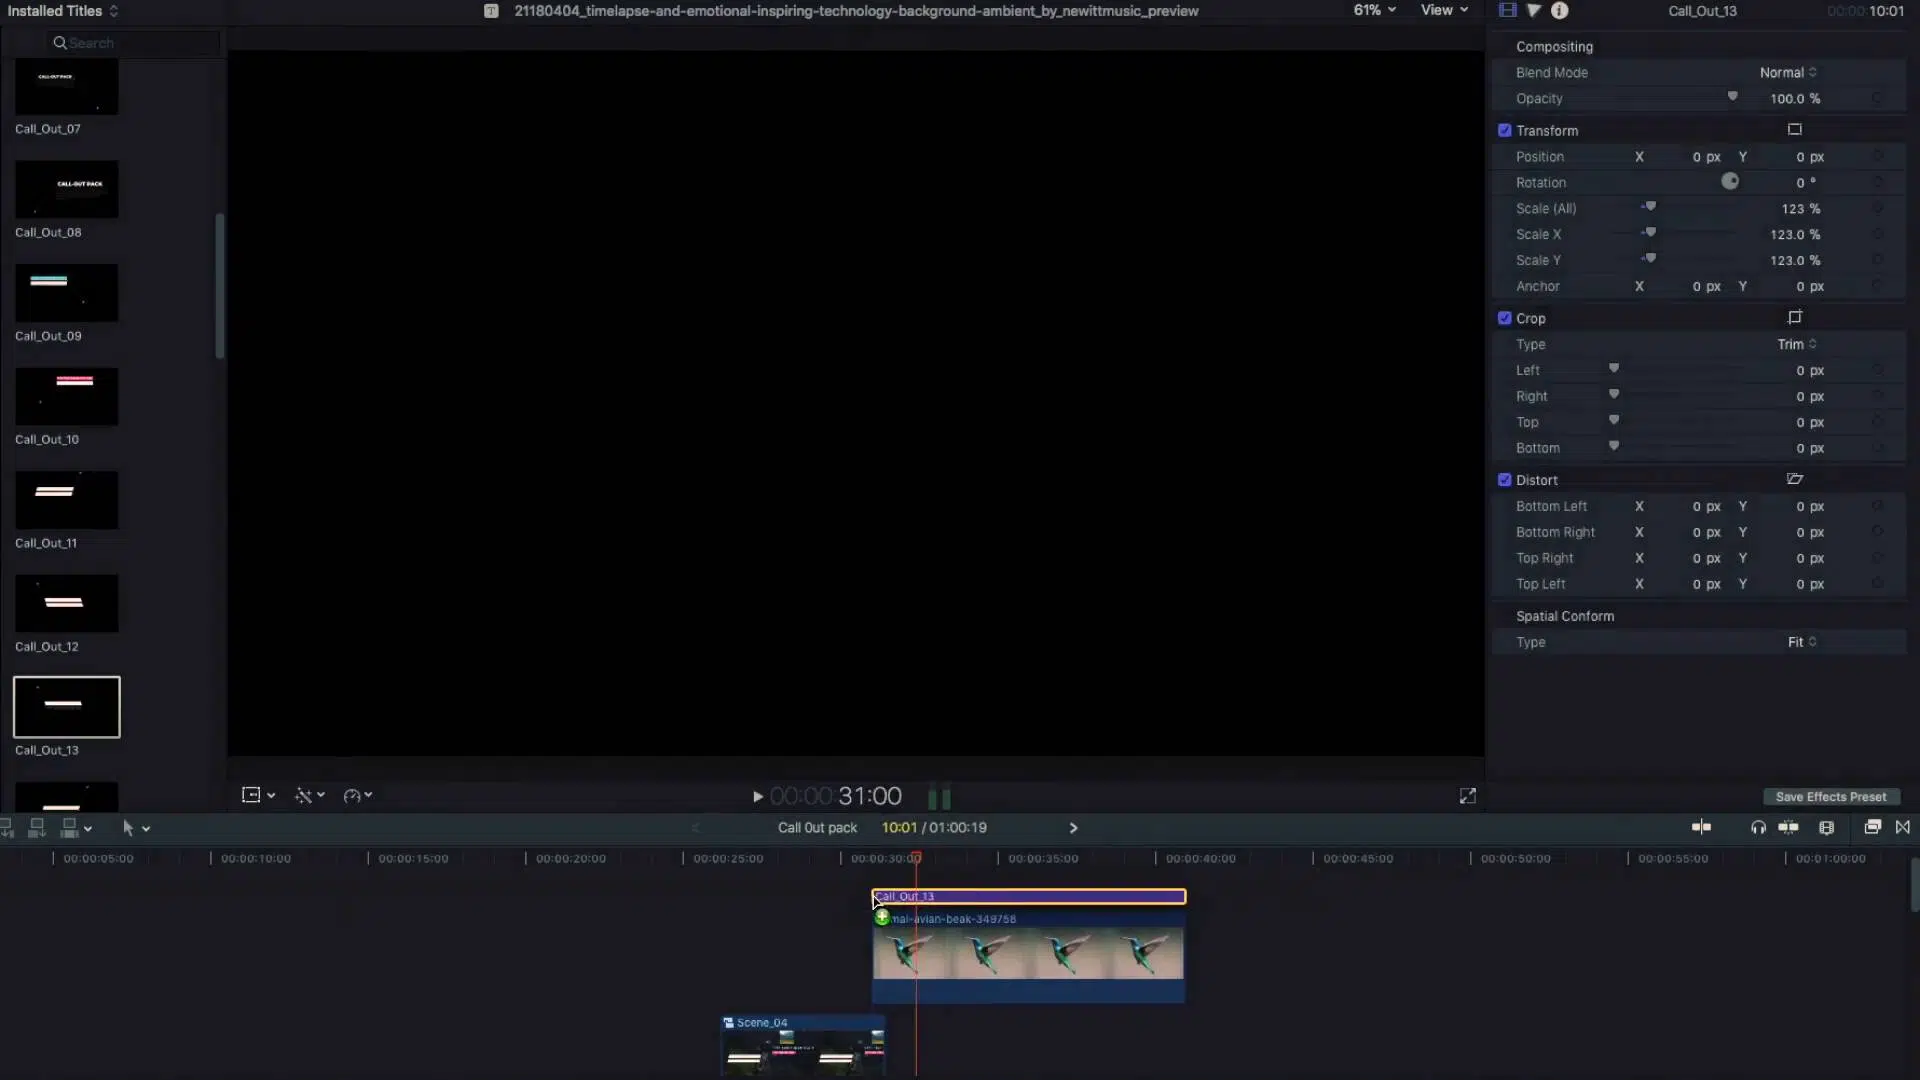 Installed Titles
21180404_timelapse-and-emotional-inspiring-technology-background-ambient_by_newittmusic_preview
61%
View
Call_Out_13
00:00:10:01
Search
CALL-OUT PACK
Call_Out_07
CALL-OUT PACK
Call_Out_08
Call_Out_09
Call_Out_10
Call_Out_11
Call_Out_12
Call_Out_13
Compositing
Blend Mode Normal
Opacity 100.0 %
Transform
Position X 0 px Y 0 px
Rotation 0 °
Scale (All) 123 %
Scale X 123.0 %
Scale Y 123.0 %
Anchor X 0 px Y 0 px
Crop
Type Trim
Left 0 px
Right 0 px
Top 0 px
Bottom 0 px
Distort
Bottom Left X 0 px Y 0 px
Bottom Right X 0 px Y 0 px
Top Right X 0 px Y 0 px
Top Left X 0 px Y 0 px
Spatial Conform
Type Fit
Save Effects Preset
00:00:31:00
Call Out pack
10:01 / 01:00:19
00:00:05:00
00:00:10:00
00:00:15:00
00:00:20:00
00:00:25:00
00:00:30:00
00:00:35:00
00:00:40:00
00:00:45:00
00:00:50:00
00:00:55:00
00:01:00:00
Call_Out_13
mal-avian-beak-349758
Scene_04